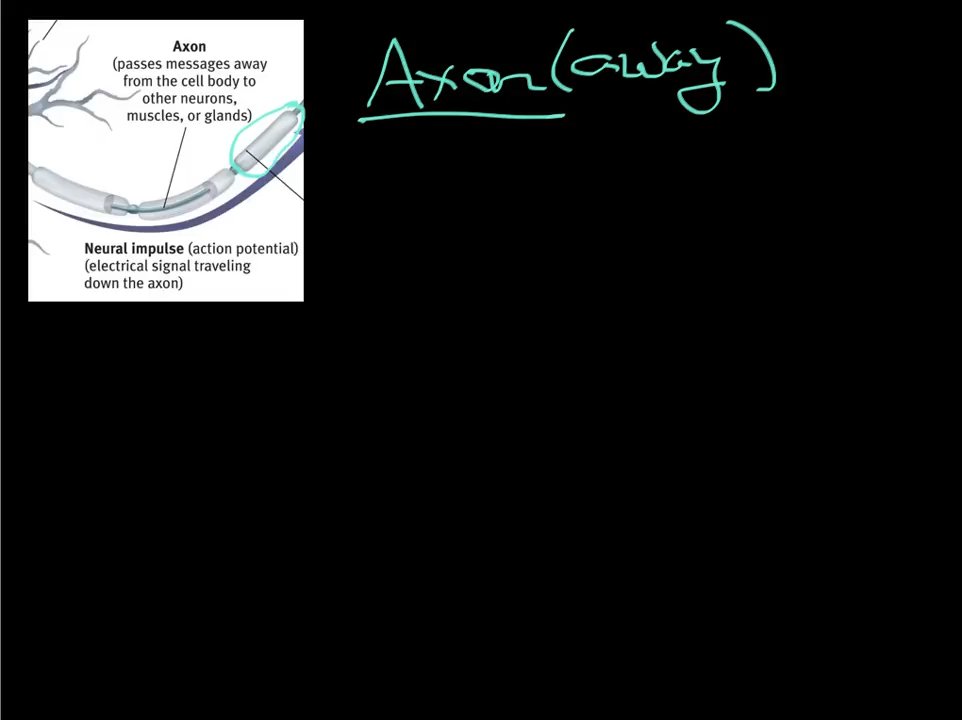 Axon
(passes messages away
from the cell body to
other neurons,
muscles, or glands)
Neural impulse (action potential)
(electrical signal traveling
down the axon)
Axon (away)